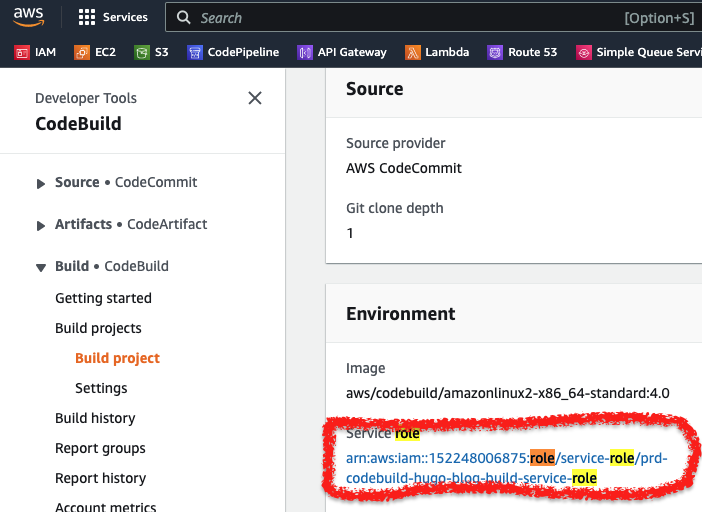 aws
Services
Search
[Option+S]
IAM
EC2
S3
CodePipeline
API Gateway
Lambda
Route 53
Simple Queue Servi
Developer Tools
CodeBuild
Source • CodeCommit
Artifacts • CodeArtifact
Build • CodeBuild
Getting started
Build projects
Build project
Settings
Build history
Report groups
Report history
Account metrics
Source
Source provider
AWS CodeCommit
Git clone depth
1
Environment
Image
aws/codebuild/amazonlinux2-x86_64-standard:4.0
Service role
arn:aws:iam::152248006875:role/service-role/prd-
codebuild-hugo-blog-build-service-role